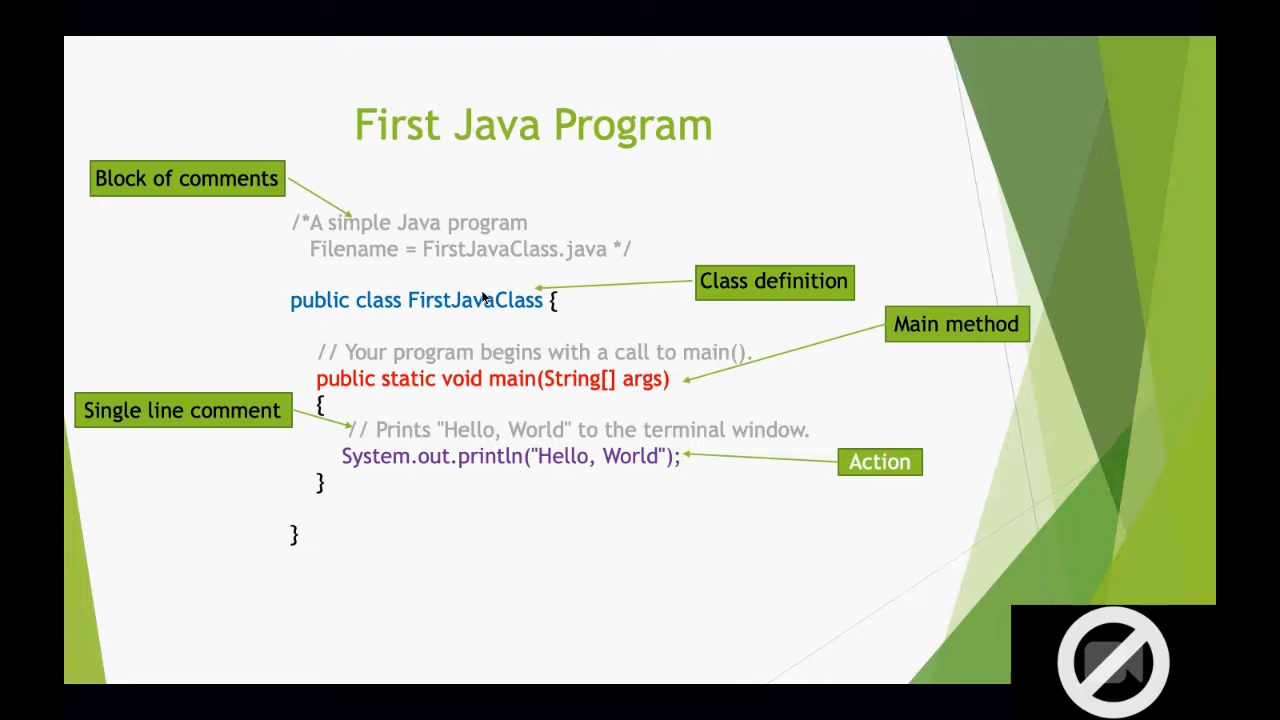 First Java Program
Block of comments
/*A simple Java program
Filename = FirstJavaClass.java */
Class definition
public class FirstJavaClass {
Main method
// Your program begins with a call to main().
public static void main(String[] args)
{
Single line comment
// Prints "Hello, World" to the terminal window.
System.out.println("Hello, World");
Action
}
}